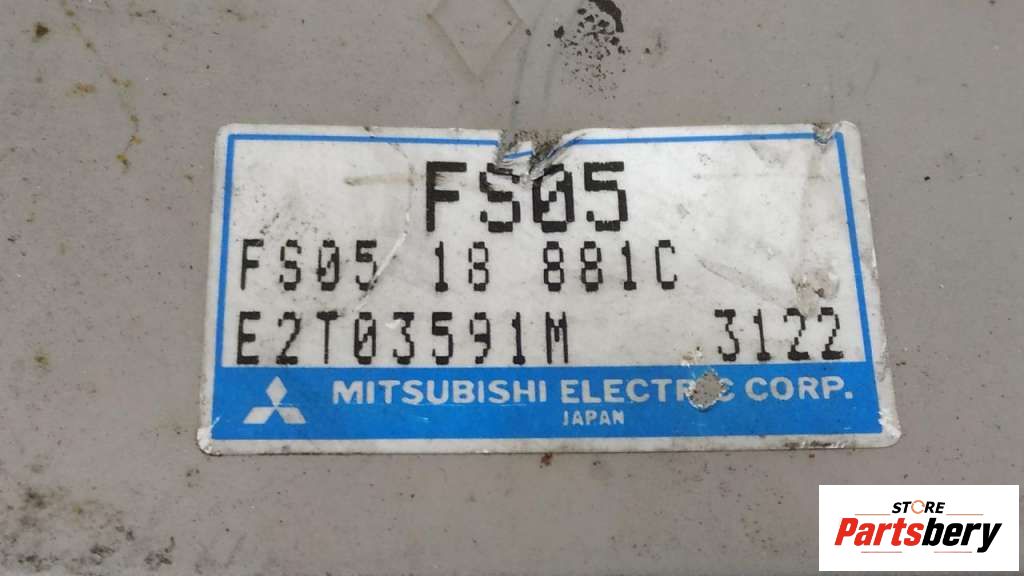 FS05
FS05 18 881C
E2T03591M 3122
MITSUBISHI ELECTRIC CORP.
JAPAN
STORE
Partsbery